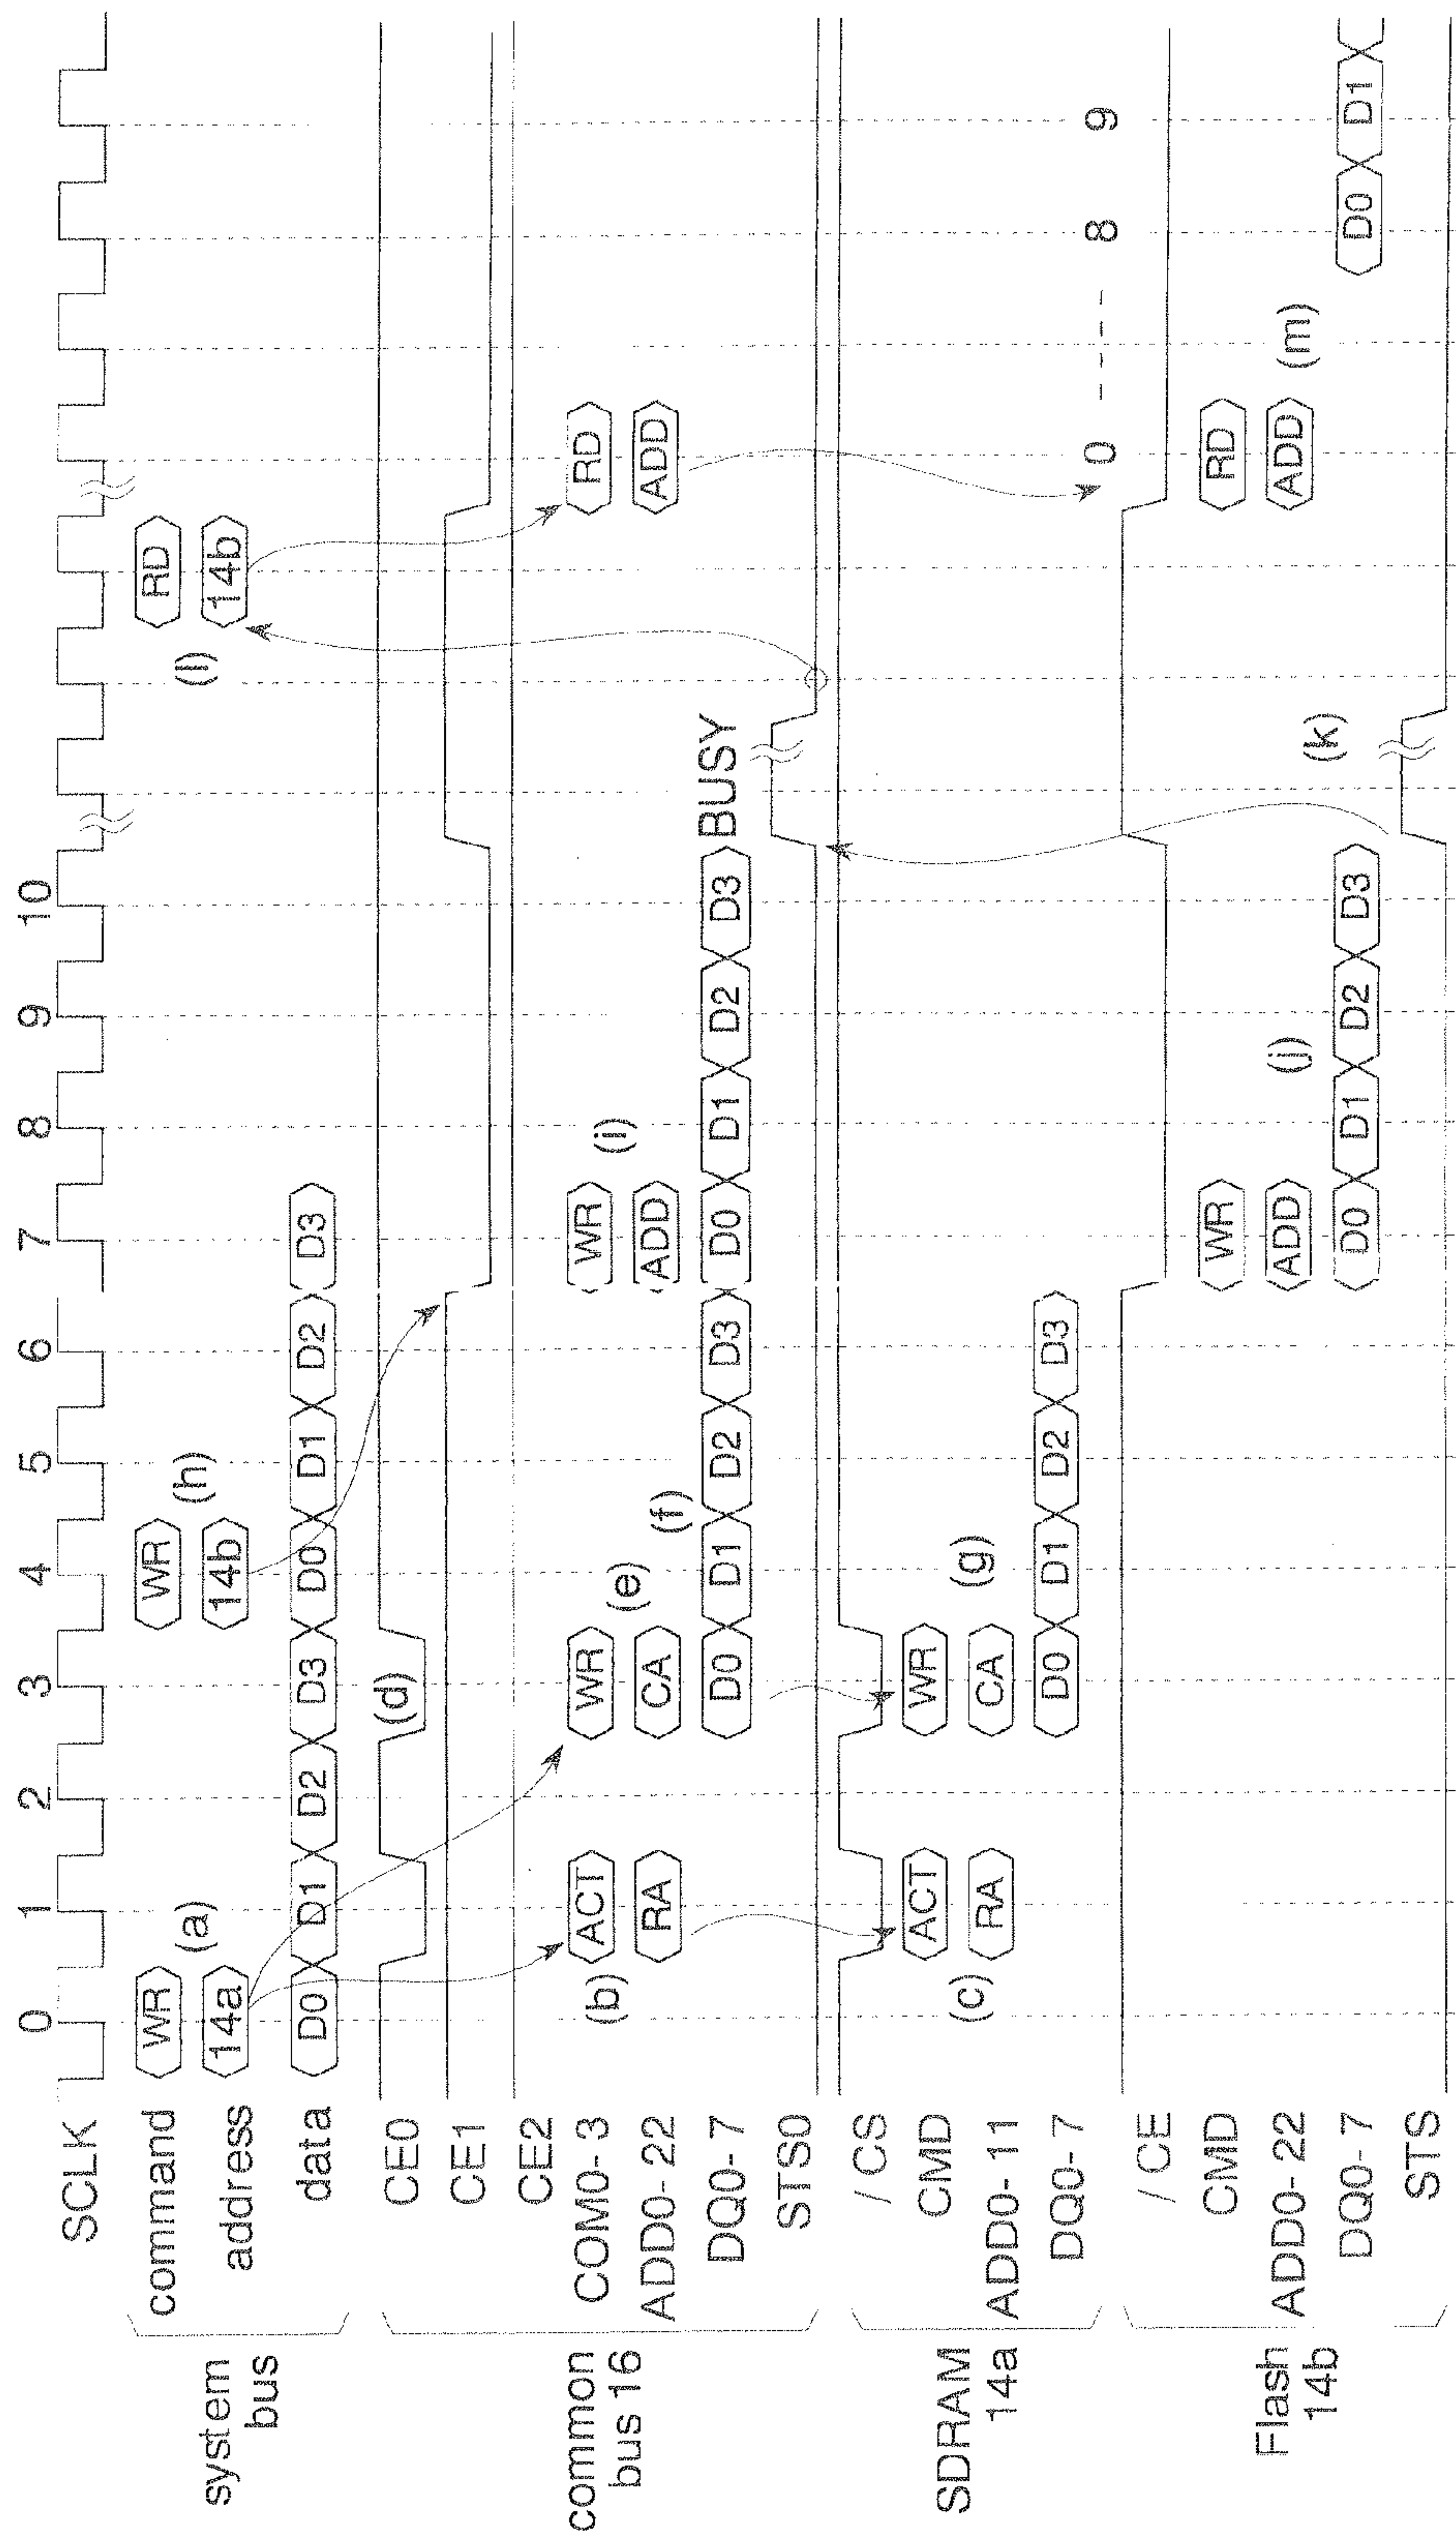 0 1 2 3 4 5 6 7 8 9 10
SCLK
system bus
command WR (a) WR (h) RD
address 14a 14b (l) 14b
data D0 D1 D2 D3 D0 D1 D2 D3
common bus 16
CE0 (d)
CE1
CE2
COM0-3 (b) ACT WR (e) WR (i) RD
ADD0-22 RA CA (f) ADD ADD
DQ0-7 D0 D1 D2 D3 D0 D1 D2 D3 BUSY
STS0
SDRAM 14a
/CS
CMD ACT WR (g)
ADD0-11 (c) RA CA
DQ0-7 D0 D1 D2 D3
0 --- 8 9
Flash 14b
/CE
CMD WR RD
ADD0-22 ADD (j) (k) ADD (m)
DQ0-7 D0 D1 D2 D3 D0 D1
STS